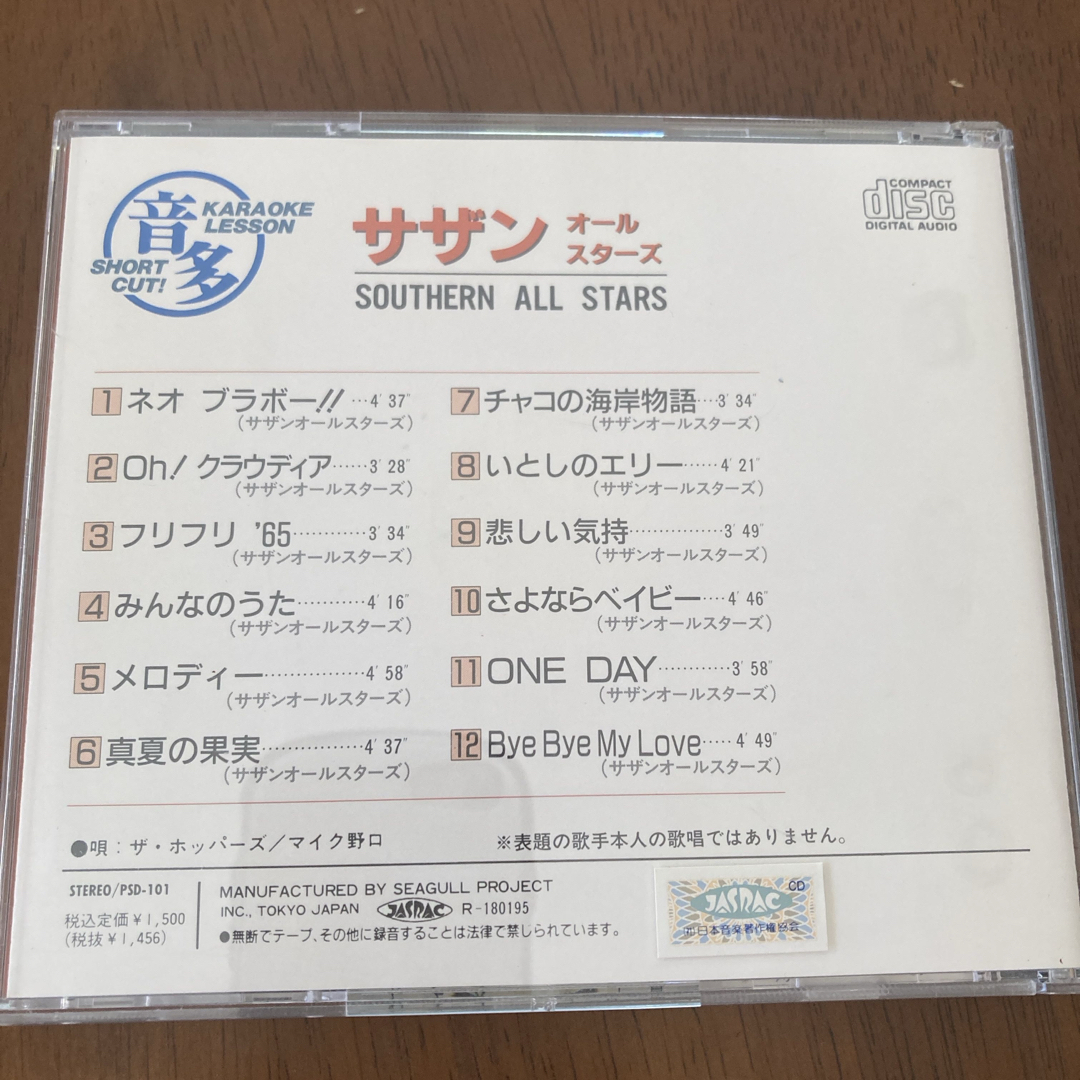 音多
KARAOKE
LESSON
SHORT
CUT!
サザン オール
スターズ
SOUTHERN ALL STARS
COMPACT
disc
DIGITAL AUDIO
1 ネオ ブラボー!! …4′37″
(サザンオールスターズ)
2 Oh! クラウディア……3′28″
(サザンオールスターズ)
3 フリフリ '65…………3′34″
(サザンオールスターズ)
4 みんなのうた…………4′16″
(サザンオールスターズ)
5 メロディー……………4′58″
(サザンオールスターズ)
6 真夏の果実……………4′37″
(サザンオールスターズ)
7 チャコの海岸物語…3′34″
(サザンオールスターズ)
8 いとしのエリー……4′21″
(サザンオールスターズ)
9 悲しい気持……………3′49″
(サザンオールスターズ)
10 さよならベイビー……4′46″
(サザンオールスターズ)
11 ONE DAY…………3′58″
(サザンオールスターズ)
12 Bye Bye My Love……4′49″
(サザンオールスターズ)
●唄：ザ・ホッパーズ/マイク野口 ※表題の歌手本人の歌唱ではありません。
STEREO/PSD-101
税込定価￥1,500
(税抜￥1,456)
MANUFACTURED BY SEAGULL PROJECT
INC., TOKYO JAPAN JASRAC R-180195
●無断でテープ、その他に録音することは法律で禁じられています。
CD
JASRAC
㈳日本音楽著作権協会